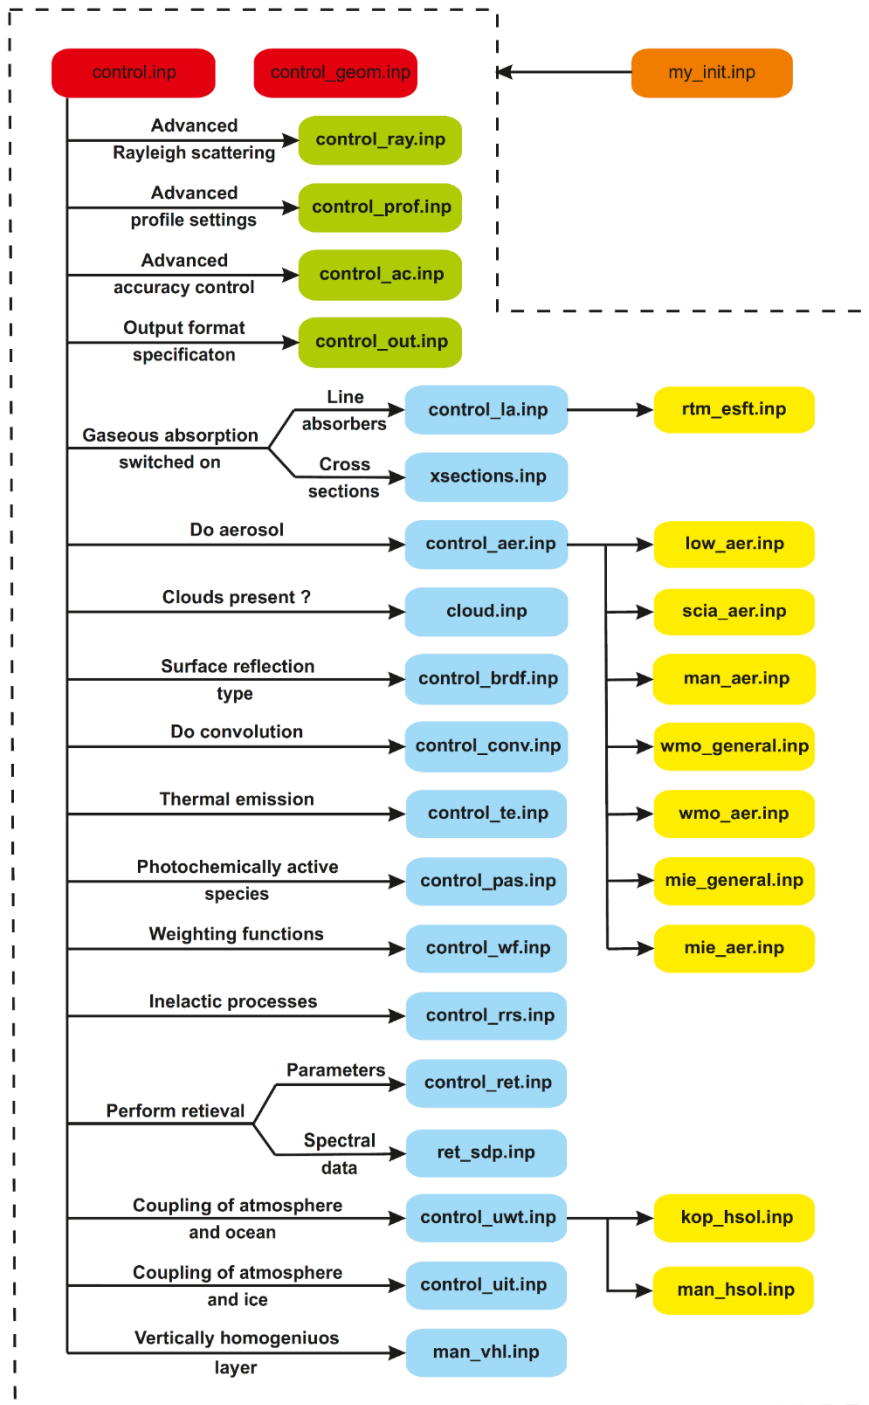 control.inp
control_geom.inp
my_init.inp
Advanced
Rayleigh scattering
control_ray.inp
Advanced
profile settings
control_prof.inp
Advanced
accuracy control
control_ac.inp
Output format
specificaton
control_out.inp
Gaseous absorption
switched on
Line
absorbers
control_la.inp
rtm_esft.inp
Cross
sections
xsections.inp
Do aerosol
control_aer.inp
low_aer.inp
Clouds present ?
cloud.inp
scia_aer.inp
Surface reflection
type
control_brdf.inp
man_aer.inp
Do convolution
control_conv.inp
wmo_general.inp
Thermal emission
control_te.inp
wmo_aer.inp
Photochemically active
species
control_pas.inp
mie_general.inp
Weighting functions
control_wf.inp
mie_aer.inp
Inelactic processes
control_rrs.inp
Perform retieval
Parameters
control_ret.inp
Spectral
data
ret_sdp.inp
Coupling of atmosphere
and ocean
control_uwt.inp
kop_hsol.inp
Coupling of atmosphere
and ice
control_uit.inp
man_hsol.inp
Vertically homogeniuos
layer
man_vhl.inp